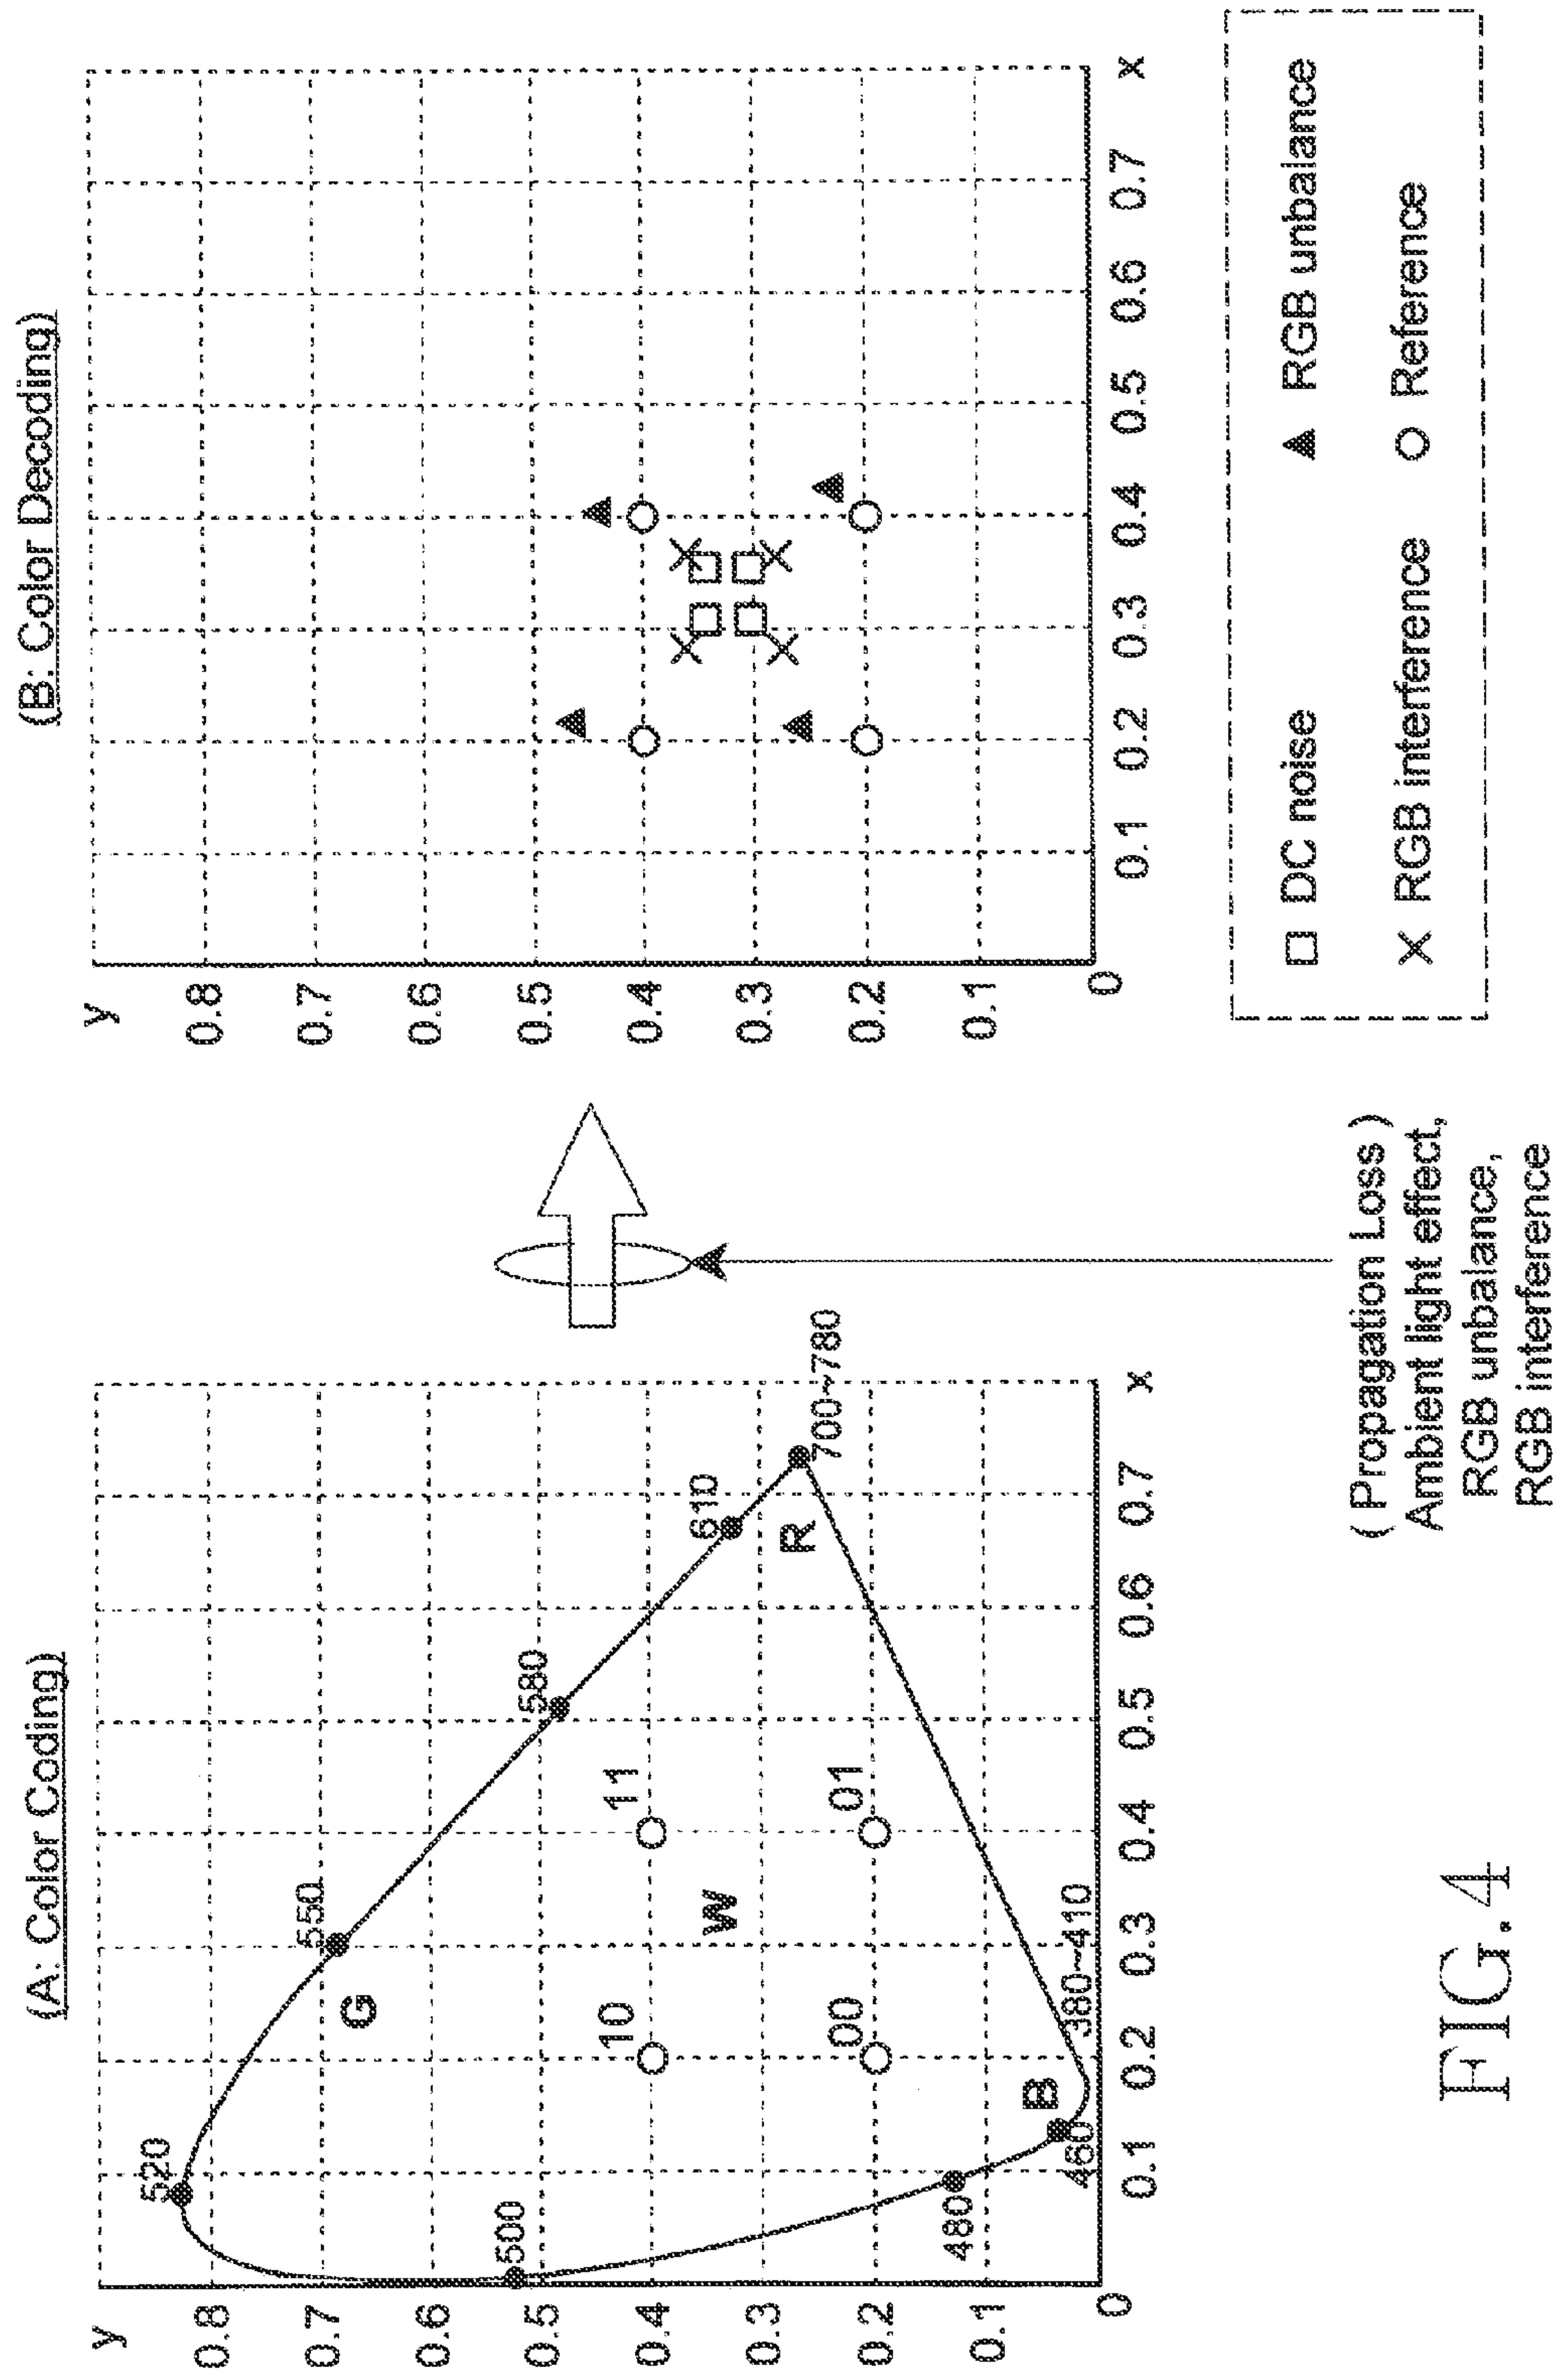 (A: Color Coding)
y
0.8
0.7
0.6
0.5
0.4
0.3
0.2
0.1
0
0.1
0.2
0.3
0.4
0.5
0.6
0.7
x
520
550
G
500
580
10
11
W
610
R
700~780
00
01
480
B
460
380~410
( Propagation Loss )
Ambient light effect,
RGB unbalance,
RGB interference
(B: Color Decoding)
y
0.8
0.7
0.6
0.5
0.4
0.3
0.2
0.1
0
0.1
0.2
0.3
0.4
0.5
0.6
0.7
x
DC noise
RGB unbalance
RGB interference
Reference
FIG.4